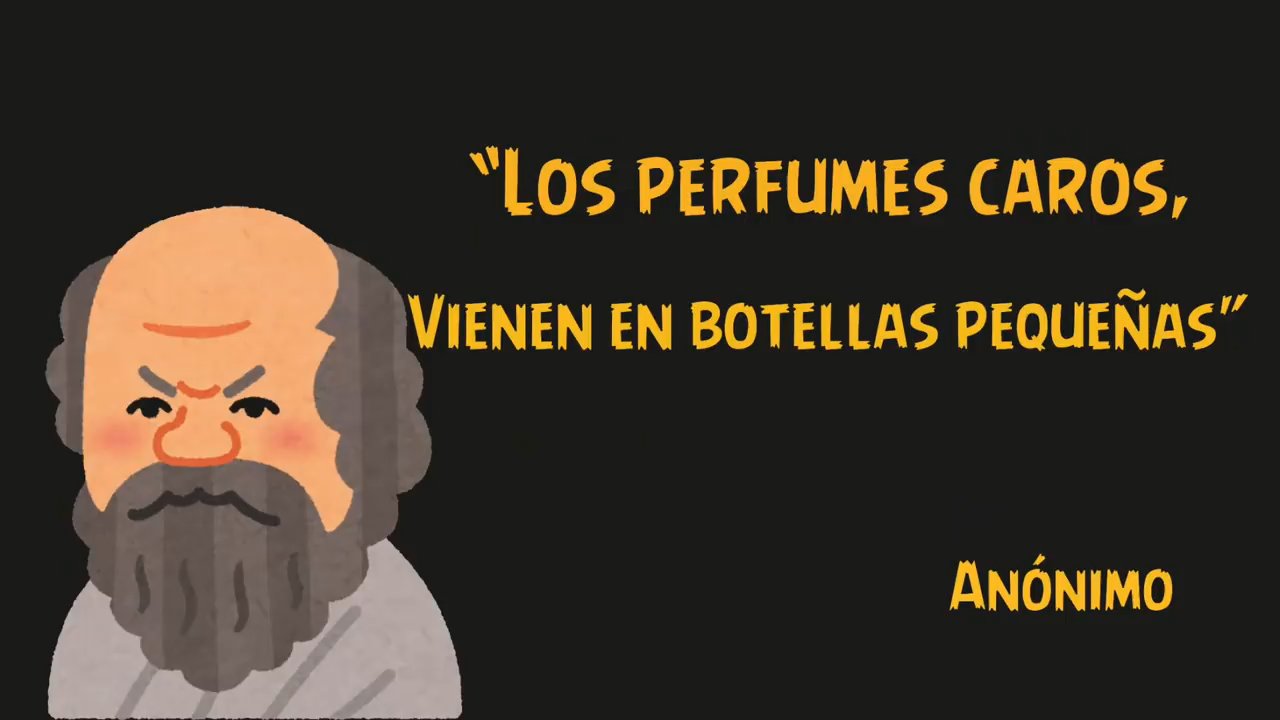 “Los perfumes caros,
Vienen en botellas pequeñas”
Anónimo